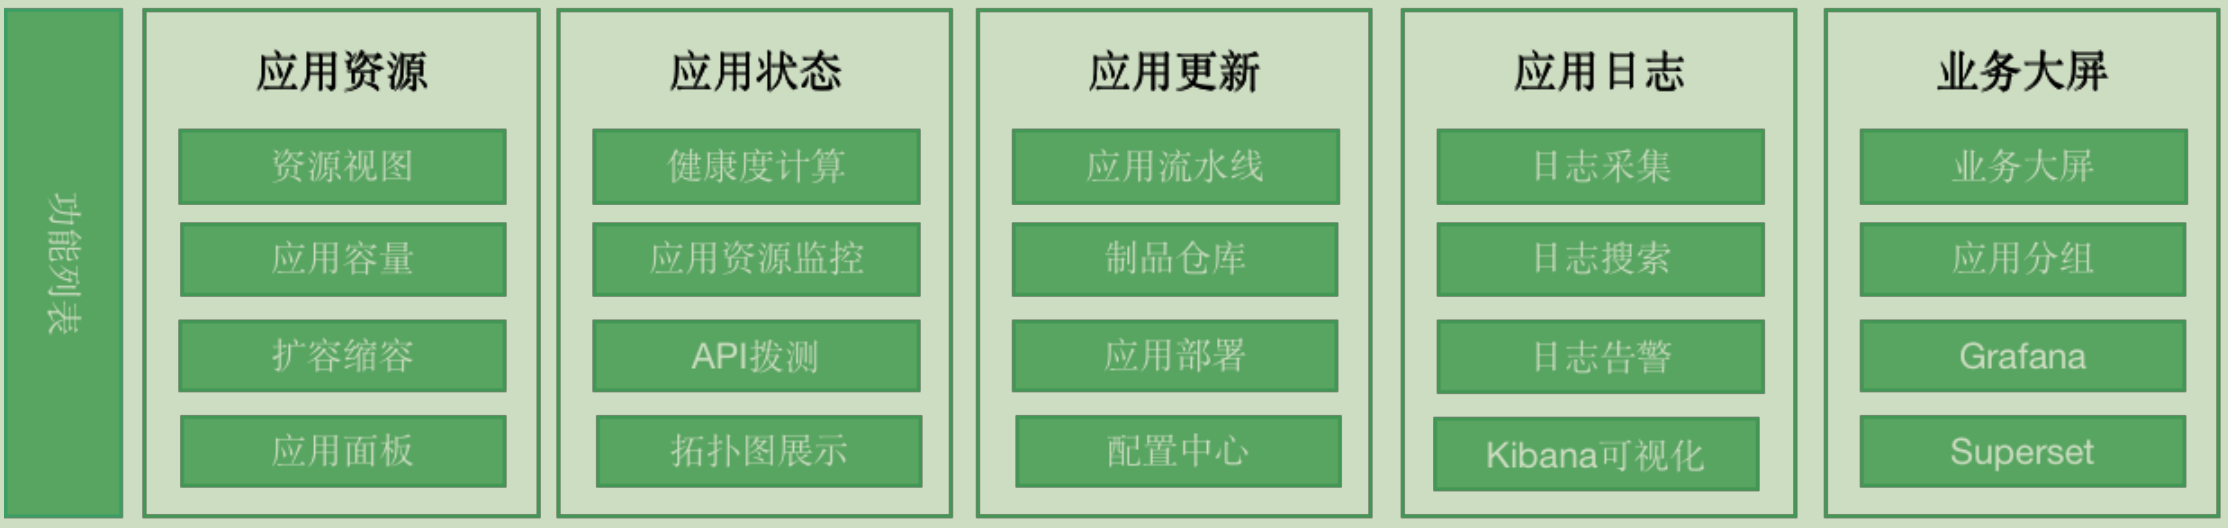 功能列表
应用资源
资源视图
应用容量
扩容缩容
应用面板
应用状态
健康度计算
应用资源监控
API拨测
拓扑图展示
应用更新
应用流水线
制品仓库
应用部署
配置中心
应用日志
日志采集
日志搜索
日志告警
Kibana可视化
业务大屏
业务大屏
应用分组
Grafana
Superset